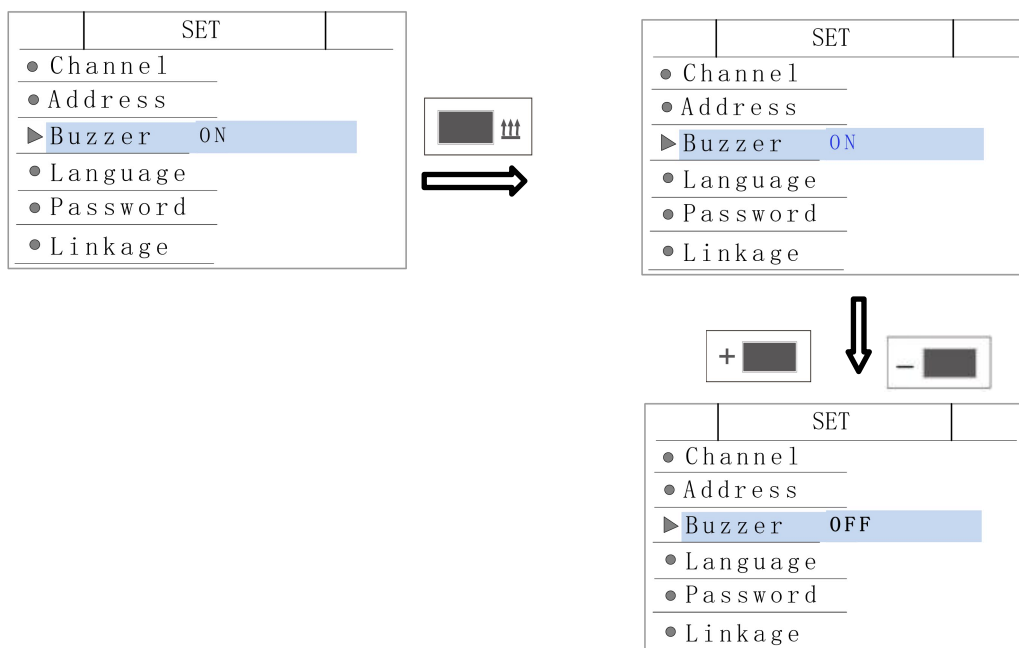 SET
Channel
Address
Buzzer ON
Language
Password
Linkage
SET
Channel
Address
Buzzer ON
Language
Password
Linkage
+
−
SET
Channel
Address
Buzzer OFF
Language
Password
Linkage